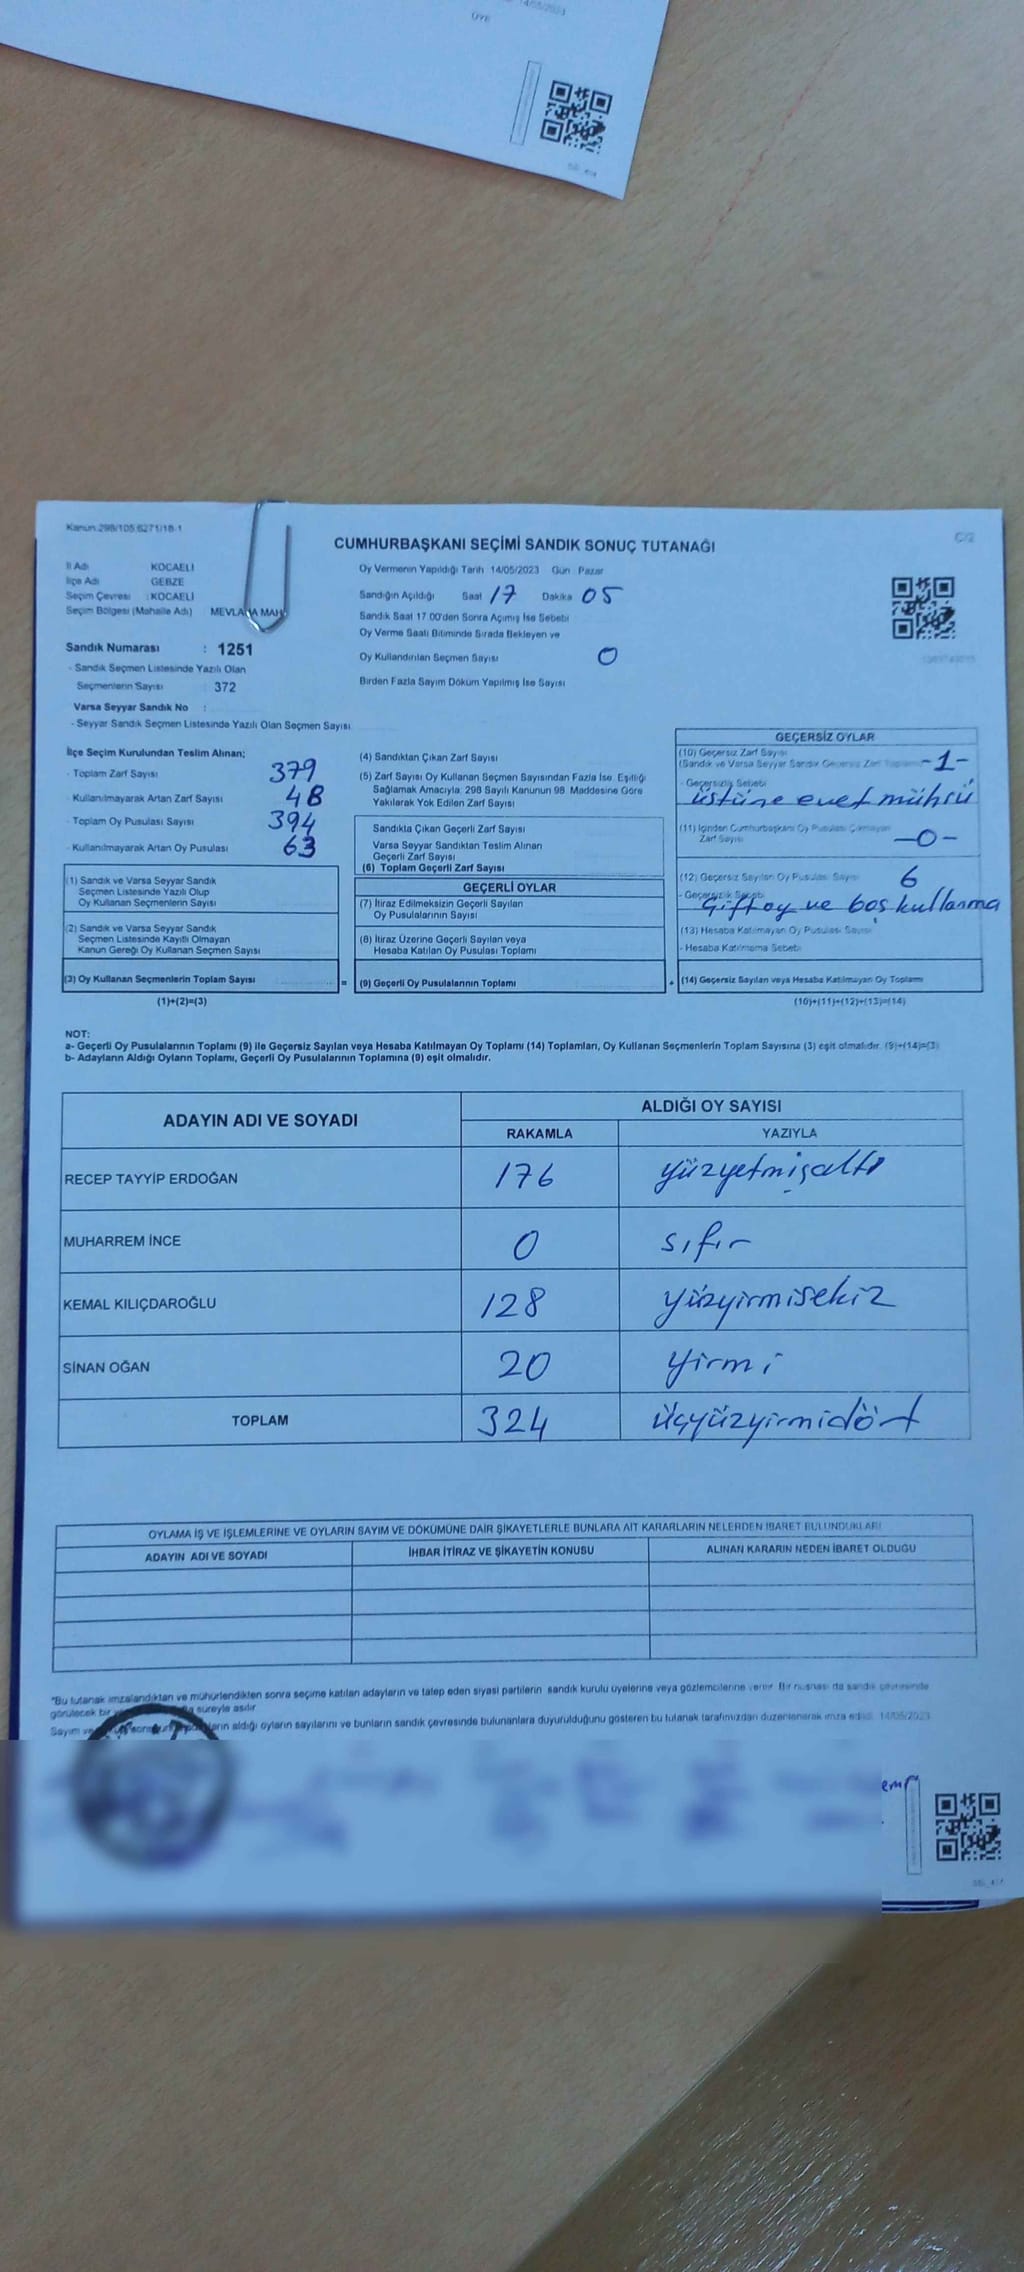 14/05/2023
ÜYE
Kanun:298/105,6271/18-1
C/2
CUMHURBAŞKANI SEÇİMİ SANDIK SONUÇ TUTANAĞI
İl Adı KOCAELİ
İlçe Adı GEBZE
Seçim Çevresi : KOCAELİ
Seçim Bölgesi (Mahalle Adı) MEVLANA MAH.
Oy Vermenin Yapıldığı Tarih 14/05/2023 Gün Pazar
Sandığın Açıldığı Saat 17 Dakika 05
Sandık Saat 17.00'den Sonra Açımış İse Sebebi
Oy Verme Saati Bitiminde Sırada Bekleyen ve
Oy Kullandırılan Seçmen Sayısı 0
Birden Fazla Sayım Döküm Yapılmış İse Sayısı
Sandık Numarası : 1251
- Sandık Seçmen Listesinde Yazılı Olan
Seçmenlerin Sayısı : 372
Varsa Seyyar Sandık No :
- Seyyar Sandık Seçmen Listesinde Yazılı Olan Seçmen Sayısı
İlçe Seçim Kurulundan Teslim Alınan;
- Toplam Zarf Sayısı 379
- Kullanılmayarak Artan Zarf Sayısı 48
- Toplam Oy Pusulası Sayısı 394
- Kullanılmayarak Artan Oy Pusulası 63
(1) Sandık ve Varsa Seyyar Sandık
Seçmen Listesinde Yazılı Olup
Oy Kullanan Seçmenlerin Sayısı
(2) Sandık ve Varsa Seyyar Sandık
Seçmen Listesinde Kayıtlı Olmayan
Kanun Gereği Oy Kullanan Seçmen Sayısı
(3) Oy Kullanan Seçmenlerin Toplam Sayısı =
(1)+(2)=(3)
(4) Sandıktan Çıkan Zarf Sayısı
(5) Zarf Sayısı Oy Kullanan Seçmen Sayısından Fazla İse, Eşitliği
Sağlamak Amacıyla, 298 Sayılı Kanunun 98. Maddesine Göre
Yakılarak Yok Edilen Zarf Sayısı
Sandıkta Çıkan Geçerli Zarf Sayısı
Varsa Seyyar Sandıktan Teslim Alınan
Geçerli Zarf Sayısı
(6) Toplam Geçerli Zarf Sayısı
GEÇERLİ OYLAR
(7) İtiraz Edilmeksizin Geçerli Sayılan
Oy Pusulalarının Sayısı
(8) İtiraz Üzerine Geçerli Sayılan veya
Hesaba Katılan Oy Pusulası Toplamı
(9) Geçerli Oy Pusulalarının Toplamı +
GEÇERSİZ OYLAR
(10) Geçersiz Zarf Sayısı
(Sandık ve Varsa Seyyar Sandık Geçersiz Zarf Toplamı) -1-
- Geçersizlik Sebebi
üstüne evet mührü
(11) İçinden Cumhurbaşkanı Oy Pusulası Çıkmayan
Zarf Sayısı -0-
(12) Geçersiz Sayılan Oy Pusulası Sayısı 6
- Geçersizlik Sebebi
Çift oy ve boş kullanma
(13) Hesaba Katılmayan Oy Pusulası Sayısı
- Hesaba Katılmama Sebebi
(14) Geçersiz Sayılan veya Hesaba Katılmayan Oy Toplamı
(10)+(11)+(12)+(13)=(14)
NOT:
a- Geçerli Oy Pusulalarının Toplamı (9) ile Geçersiz Sayılan veya Hesaba Katılmayan Oy Toplamı (14) Toplamları, Oy Kullanan Seçmenlerin Toplam Sayısına (3) eşit olmalıdır. (9)+(14)=(3)
b- Adayların Aldığı Oyların Toplamı, Geçerli Oy Pusulalarının Toplamına (9) eşit olmalıdır.
ADAYIN ADI VE SOYADI ALDIĞI OY SAYISI
RAKAMLA YAZIYLA
RECEP TAYYİP ERDOĞAN 176 yüzyetmişaltı
MUHARREM İNCE 0 sıfır
KEMAL KILIÇDAROĞLU 128 yüzyirmisekiz
SİNAN OĞAN 20 yirmi
TOPLAM 324 üçyüzyirmidört
OYLAMA İŞ VE İŞLEMLERİNE VE OYLARIN SAYIM VE DÖKÜMÜNE DAİR ŞİKAYETLERLE BUNLARA AİT KARARLARIN NELERDEN İBARET BULUNDUKLARI
ADAYIN ADI VE SOYADI İHBAR İTİRAZ VE ŞİKAYETİN KONUSU ALINAN KARARIN NEDEN İBARET OLDUĞU
"Bu tutanak imzalandıktan ve mühürlendikten sonra seçime katılan adayların ve talep eden siyasi partilerin sandık kurulu üyelerine veya gözlemcilerine verilir. Bir nüshası da sandık çevresinde
görülecek bir süreyle asılır
Sayım ve aldığı oyların sayılarını ve bunların sandık çevresinde bulunanlara duyurulduğunu gösteren bu tutanak tarafımızdan düzenlenerek imza edildi. 14/05/2023